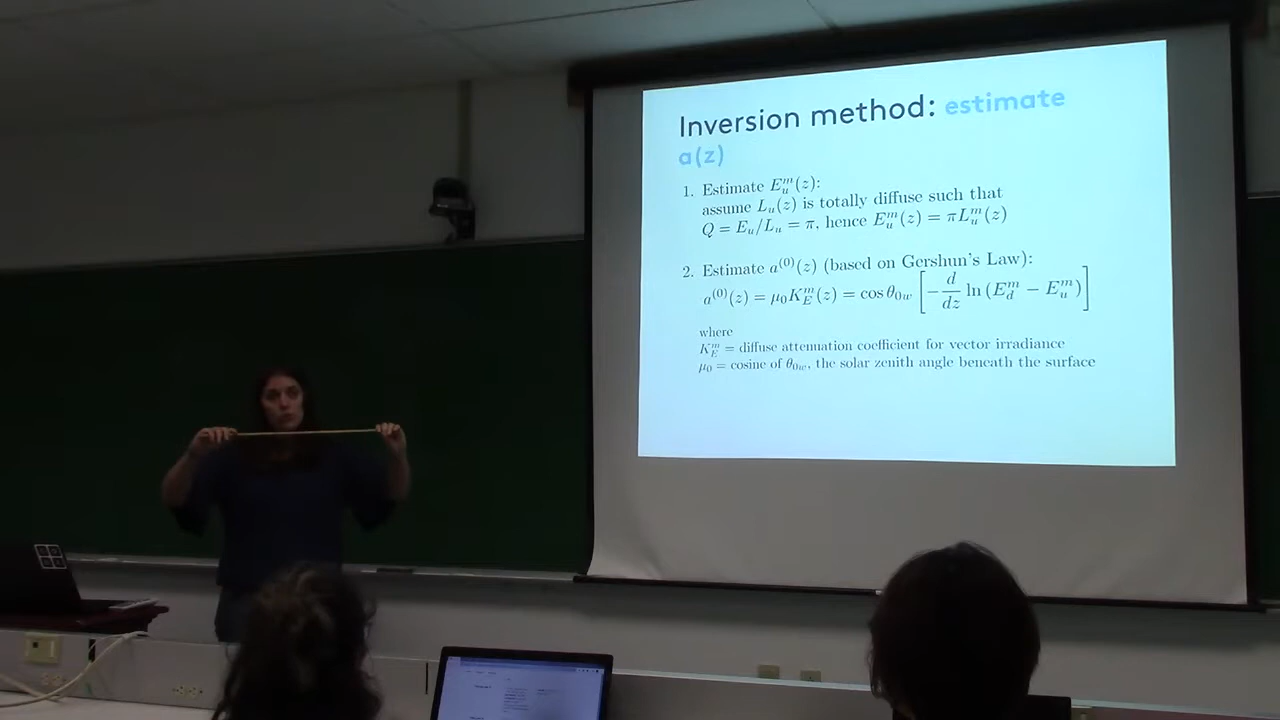 Inversion method: estimate
a(z)
1. Estimate $E_u^m(z)$:
assume $L_u(z)$ is totally diffuse such that
$Q = E_u/L_u = \pi$, hence $E_u^m(z) = \pi L_u^m(z)$
2. Estimate $a^{(0)}(z)$ (based on Gershun's Law):
$a^{(0)}(z) = \mu_0 K_E^m(z) = \cos\theta_{0w} \left[-\frac{d}{dz} \ln (E_d^m - E_u^m)\right]$
where
$K_E^m$ = diffuse attenuation coefficient for vector irradiance
$\mu_0$ = cosine of $\theta_{0w}$, the solar zenith angle beneath the surface